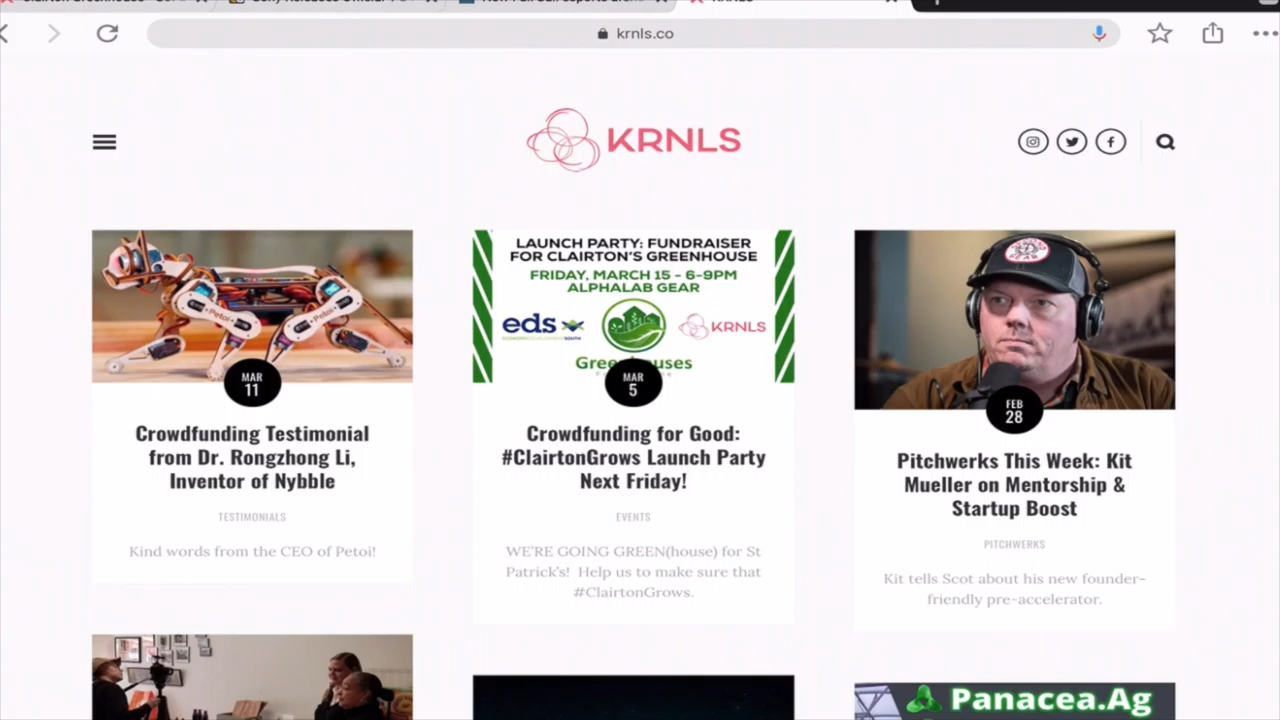 krnls.co
KRNLS
Petoi
Petoi
MAR
11
Crowdfunding Testimonial
from Dr. Rongzhong Li,
Inventor of Nybble
TESTIMONIALS
Kind words from the CEO of Petoi!
LAUNCH PARTY: FUNDRAISER
FOR CLAIRTON'S GREENHOUSE
FRIDAY, MARCH 15 - 6-9PM
ALPHALAB GEAR
eds
KRNLS
MAR
5
Crowdfunding for Good:
#ClairtonGrows Launch Party
Next Friday!
EVENTS
WE'RE GOING GREEN(house) for St
Patrick's! Help us to make sure that
#ClairtonGrows.
FEB
28
Pitchwerks This Week: Kit
Mueller on Mentorship &
Startup Boost
PITCHWERKS
Kit tells Scot about his new founder-
friendly pre-accelerator.
Panacea.Ag